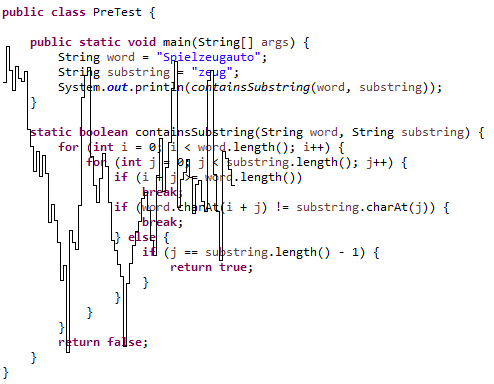 public class PreTest {
public static void main(String[] args) {
String word = "Spielzeugauto";
String substring = "zeug";
System.out.println(containsSubstring(word, substring));
}
static boolean containsSubstring(String word, String substring) {
for (int i = 0; i < word.length(); i++) {
for (int j = 0; j < substring.length(); j++) {
if (i + j >= word.length())
break;
if (word.charAt(i + j) != substring.charAt(j)) {
break;
} else {
if (j == substring.length() - 1) {
return true;
}
}
}
}
return false;
}
}